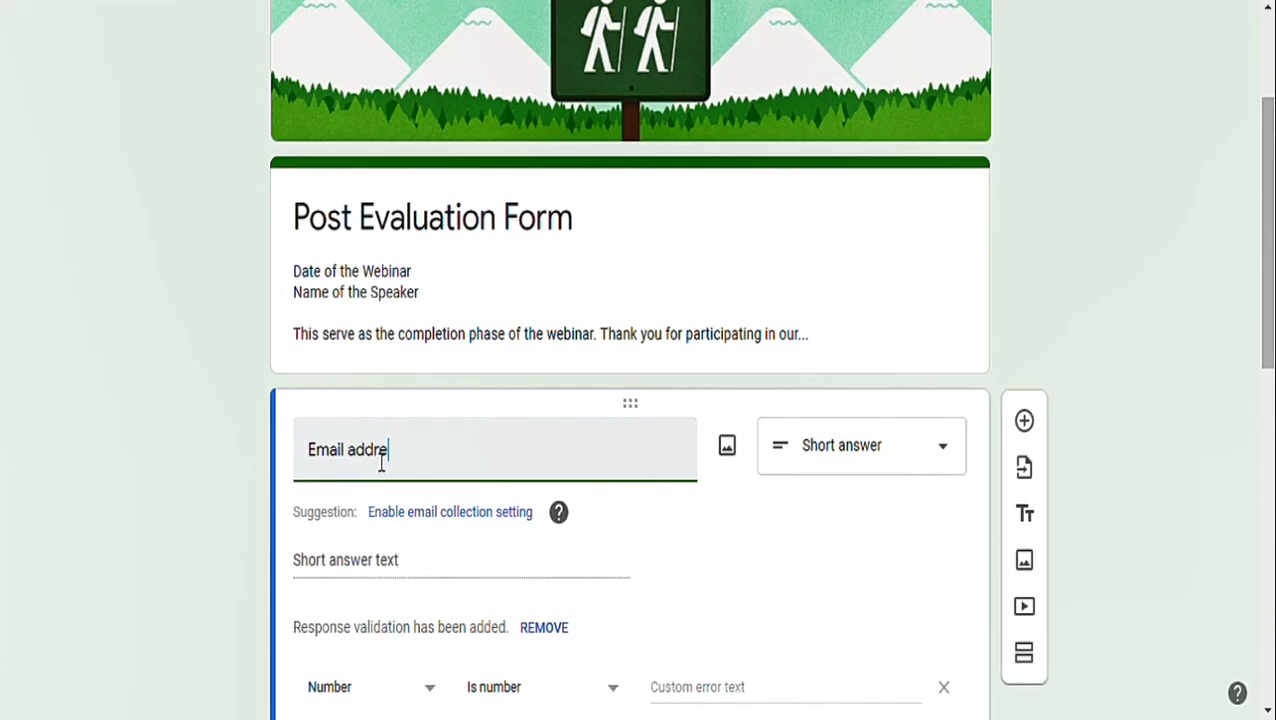 Post Evaluation Form
Date of the Webinar
Name of the Speaker
This serve as the completion phase of the webinar. Thank you for participating in our...
Email addre
Short answer
Suggestion: Enable email collection setting ?
Tт
Short answer text
Response validation has been added. REMOVE
Number Is number Custom error text
?